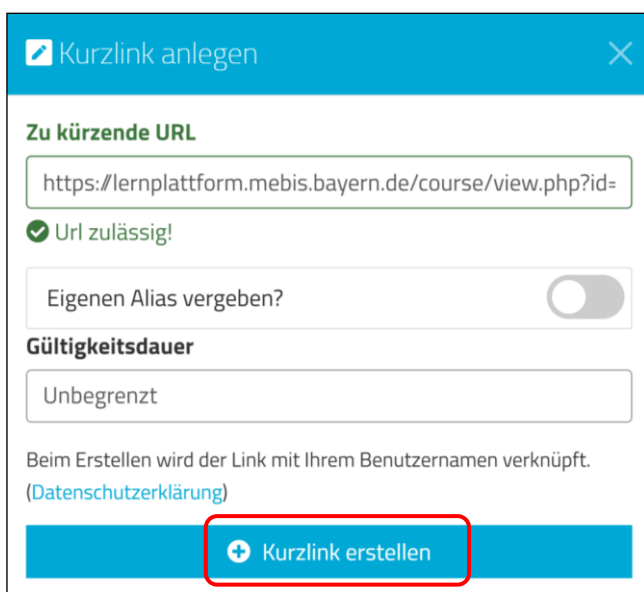 Kurzlink anlegen
Zu kürzende URL
https://lernplattform.mebis.bayern.de/course/view.php?id=
Url zulässig!
Eigenen Alias vergeben?
Gültigkeitsdauer
Unbegrenzt
Beim Erstellen wird der Link mit Ihrem Benutzernamen verknüpft.
(Datenschutzerklärung)
Kurzlink erstellen